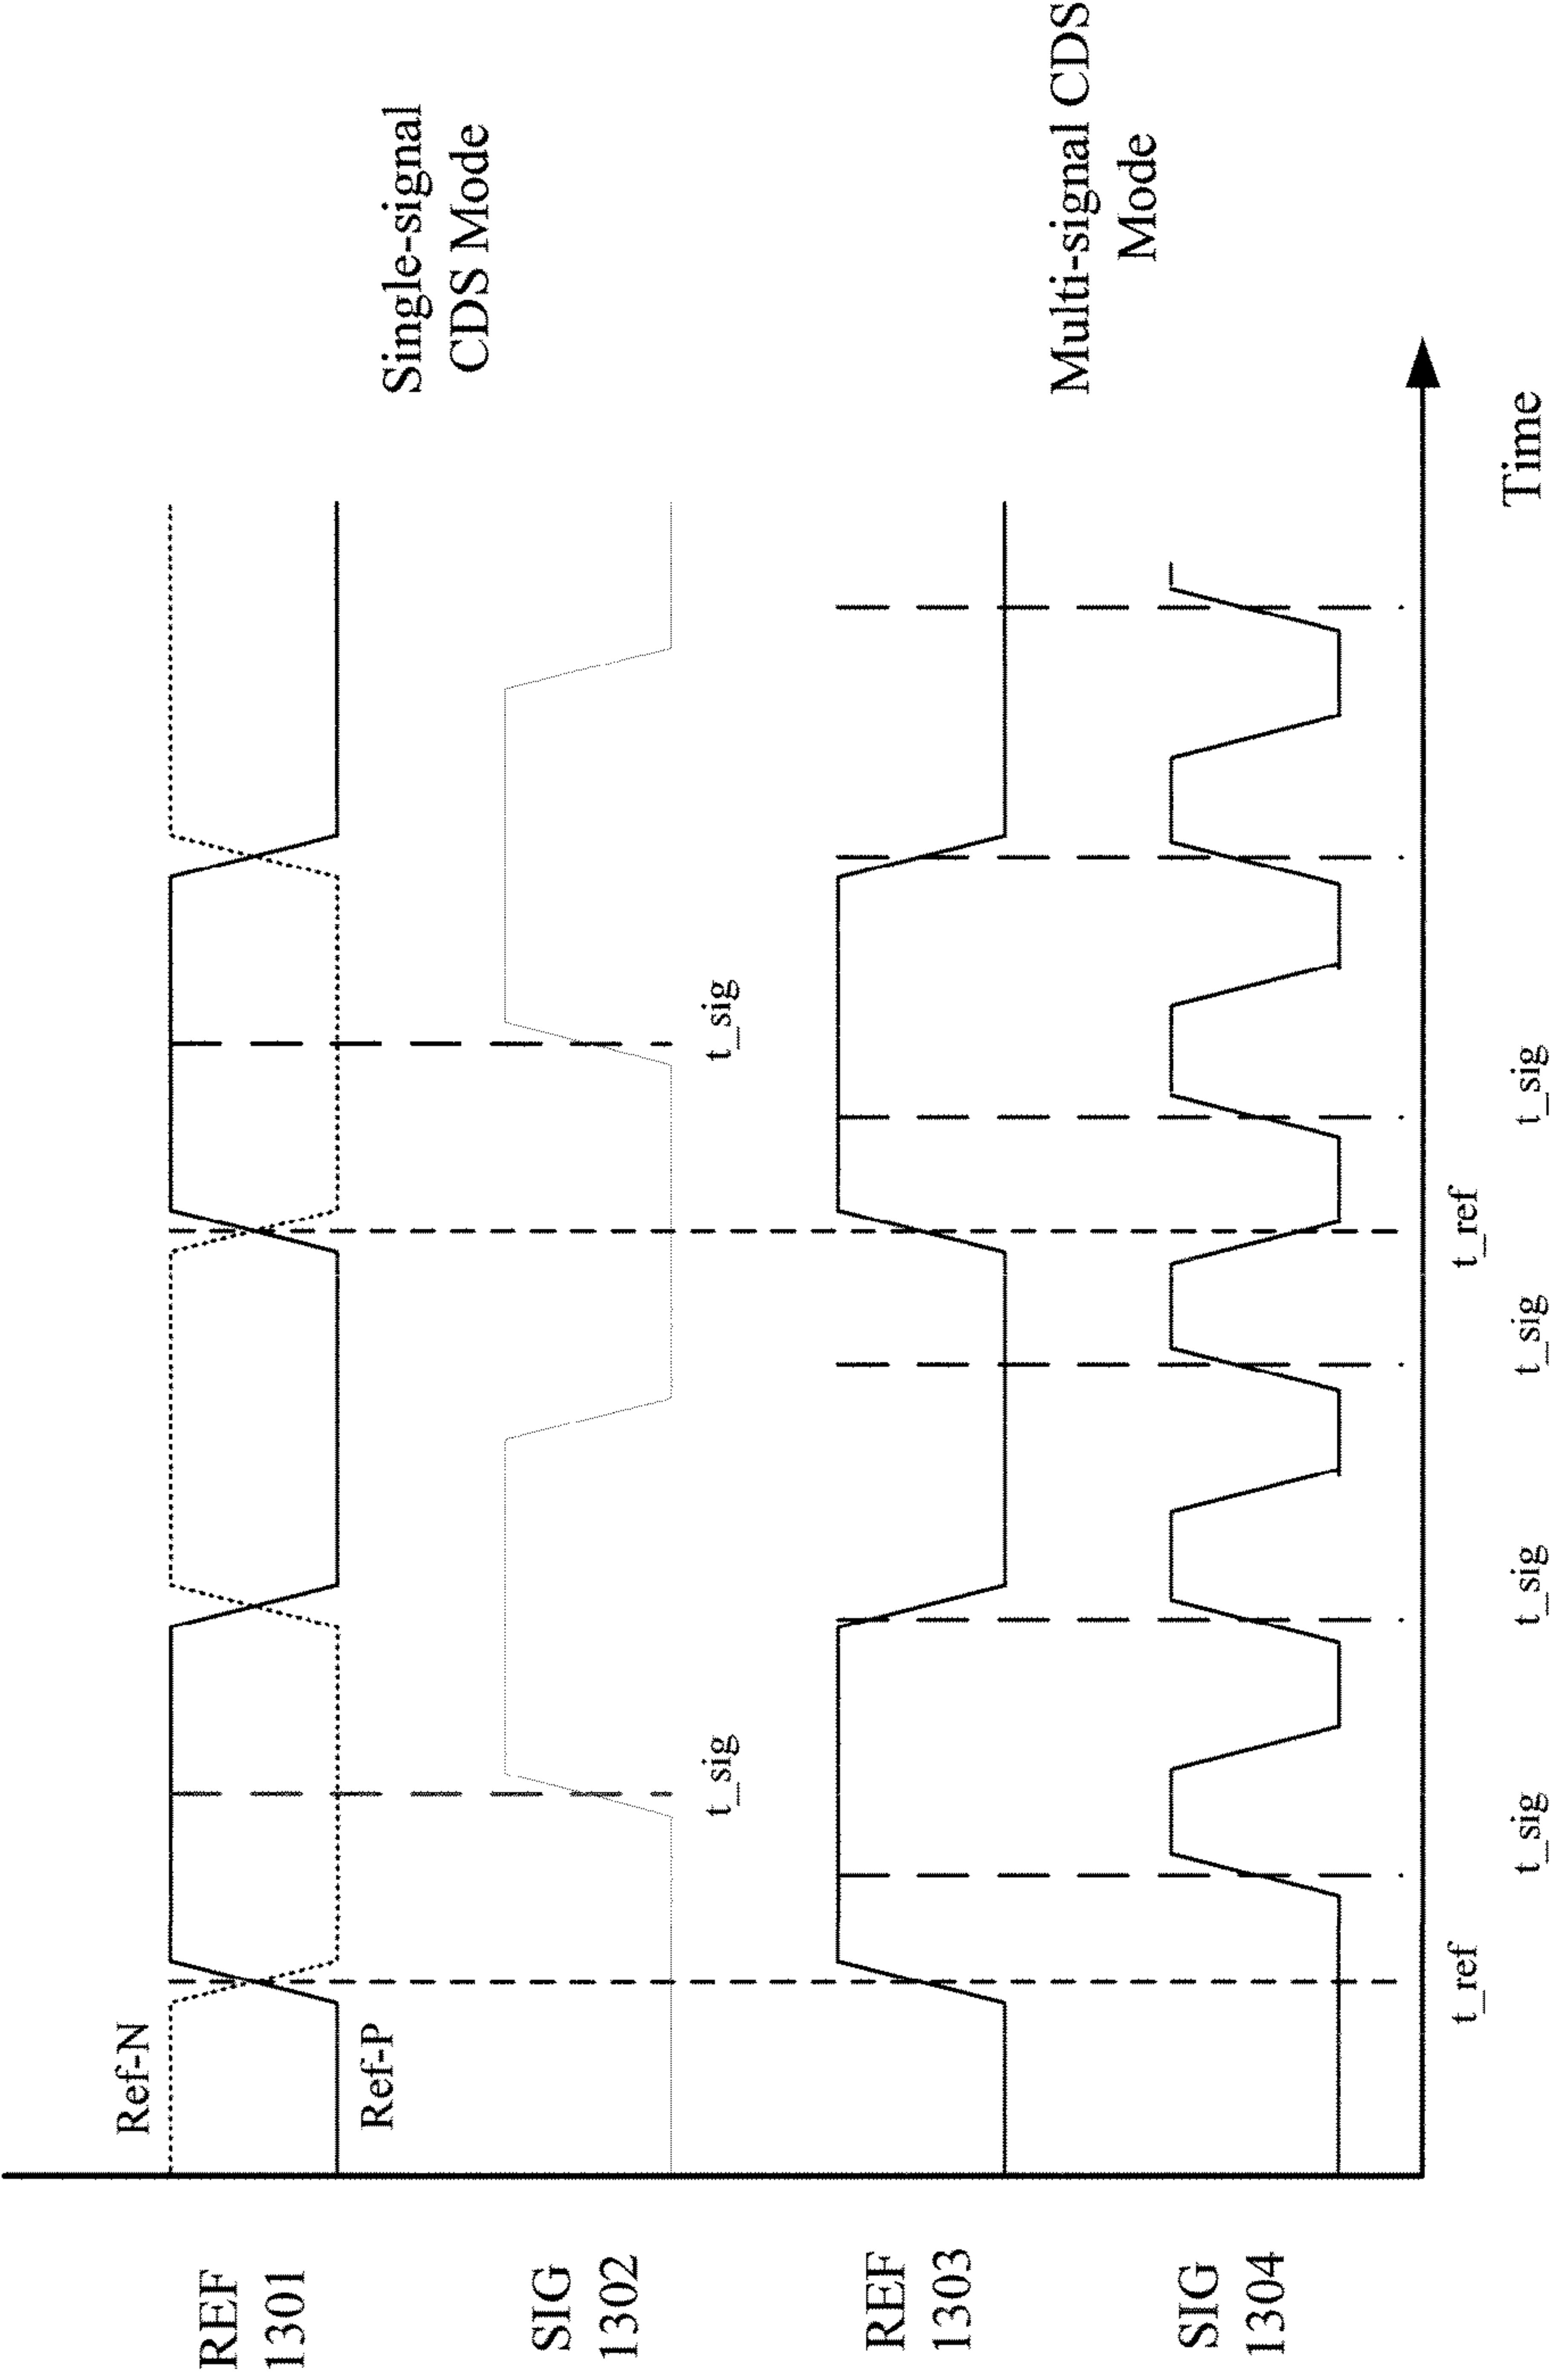 Ref-N
Ref-P
REF
1301
Single-signal
CDS Mode
SIG
1302
t_sig
t_sig
REF
1303
Multi-signal CDS
Mode
SIG
1304
Time
t_ref
t_ref
t_sig
t_sig
t_sig
t_sig